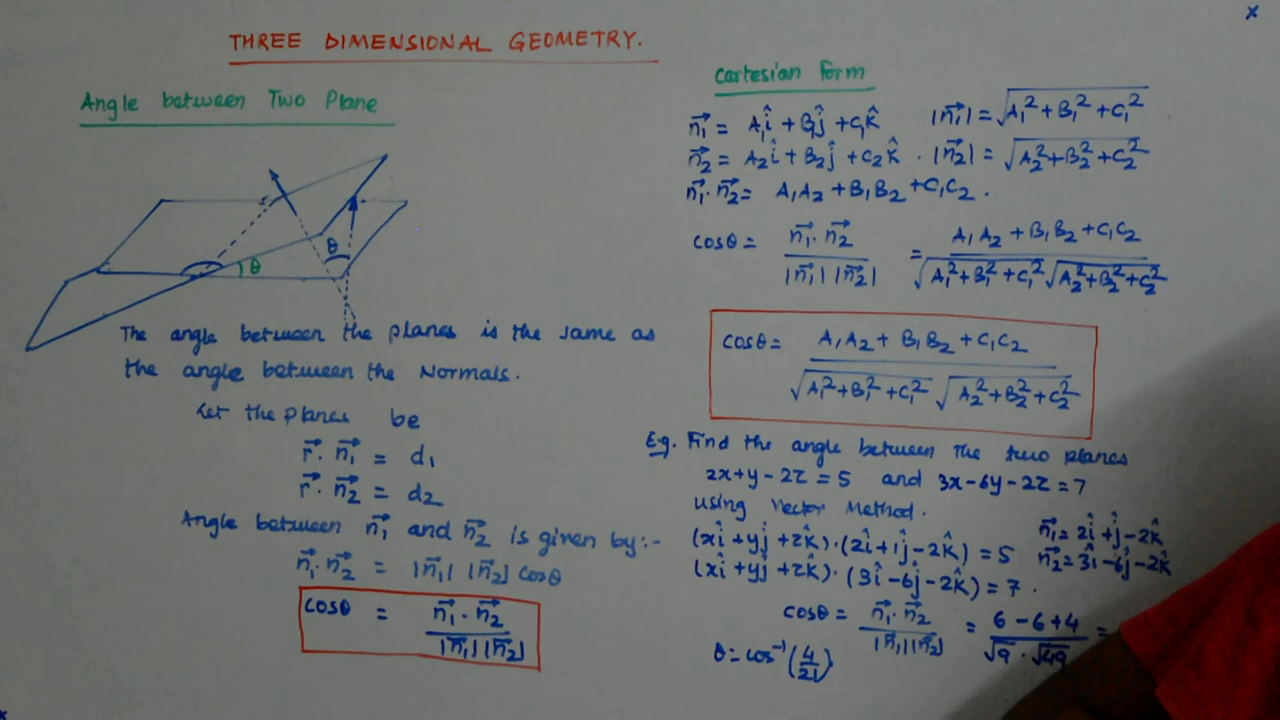 THREE DIMENSIONAL GEOMETRY.
Angle between Two Plane
θ
θ
The angle between the planes is the same as
the angle between the Normals.
Let the planes be
r⃗ . n⃗₁ = d₁
r⃗ . n⃗₂ = d₂
Angle between n⃗₁ and n⃗₂ is given by:-
n⃗₁ . n⃗₂ = |n⃗₁| |n⃗₂| cosθ
cosθ = n⃗₁ . n⃗₂ / |n⃗₁| |n⃗₂|
Cartesian Form
n⃗₁ = A₁î + B₁ĵ + C₁k̂ |n⃗₁| = √(A₁² + B₁² + C₁²)
n⃗₂ = A₂î + B₂ĵ + C₂k̂ . |n⃗₂| = √(A₂² + B₂² + C₂²)
n⃗₁ . n⃗₂ = A₁A₂ + B₁B₂ + C₁C₂ .
cosθ = n⃗₁ . n⃗₂ / |n⃗₁| |n⃗₂| = A₁A₂ + B₁B₂ + C₁C₂ / √(A₁² + B₁² + C₁²) √(A₂² + B₂² + C₂²)
cosθ = A₁A₂ + B₁B₂ + C₁C₂ / √(A₁² + B₁² + C₁²) √(A₂² + B₂² + C₂²)
E.g. Find the angle between the two planes
2x+y-2z = 5 and 3x-6y-2z = 7
using Vector Method.
(xî + yĵ + zk̂) . (2î + 1ĵ - 2k̂) = 5 n⃗₁ = 2î + ĵ - 2k̂
(xî + yĵ + zk̂) . (3î - 6ĵ - 2k̂) = 7 . n⃗₂ = 3î - 6ĵ - 2k̂
cosθ = n⃗₁ . n⃗₂ / |n⃗₁| |n⃗₂| = 6 - 6 + 4 / √9 . √49 =
θ = cos⁻¹(4/21)